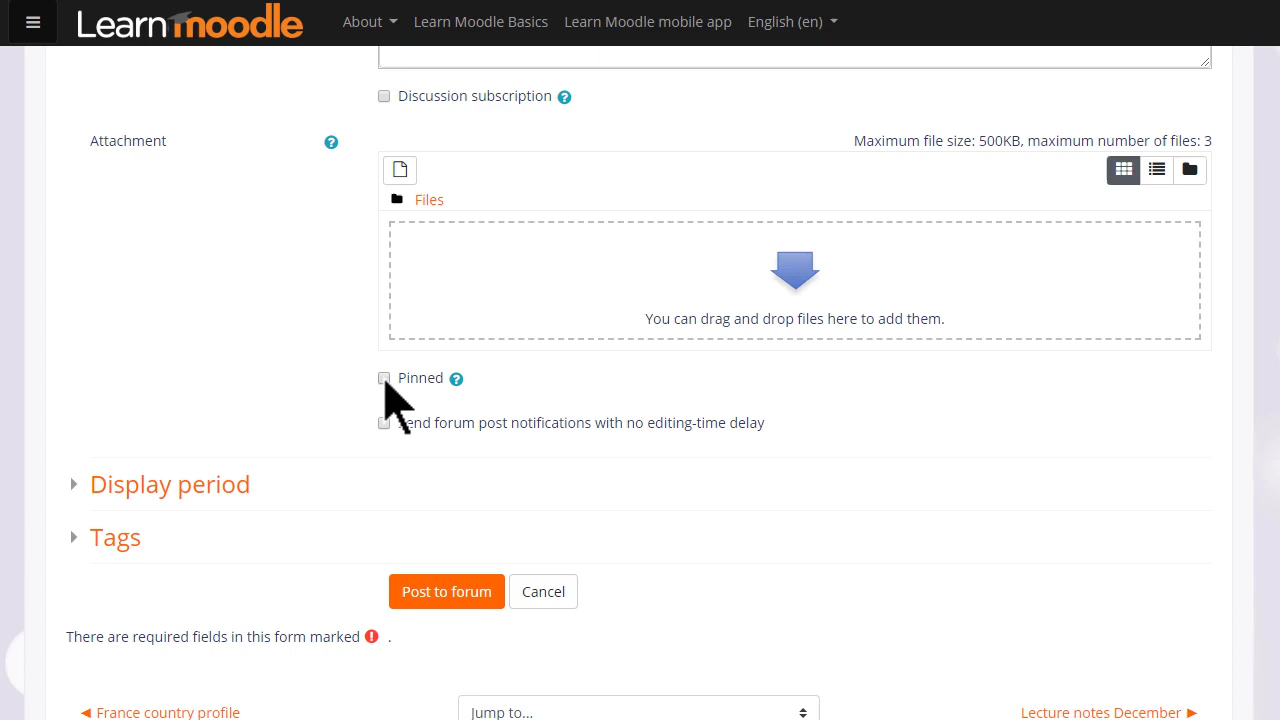 Learn moodle About Learn Moodle Basics Learn Moodle mobile app English (en)
Discussion subscription ?
Attachment ? Maximum file size: 500KB, maximum number of files: 3
Files
You can drag and drop files here to add them.
Pinned ?
end forum post notifications with no editing-time delay
Display period
Tags
Post to forum Cancel
There are required fields in this form marked ! .
◄ France country profile Jump to... Lecture notes December ►